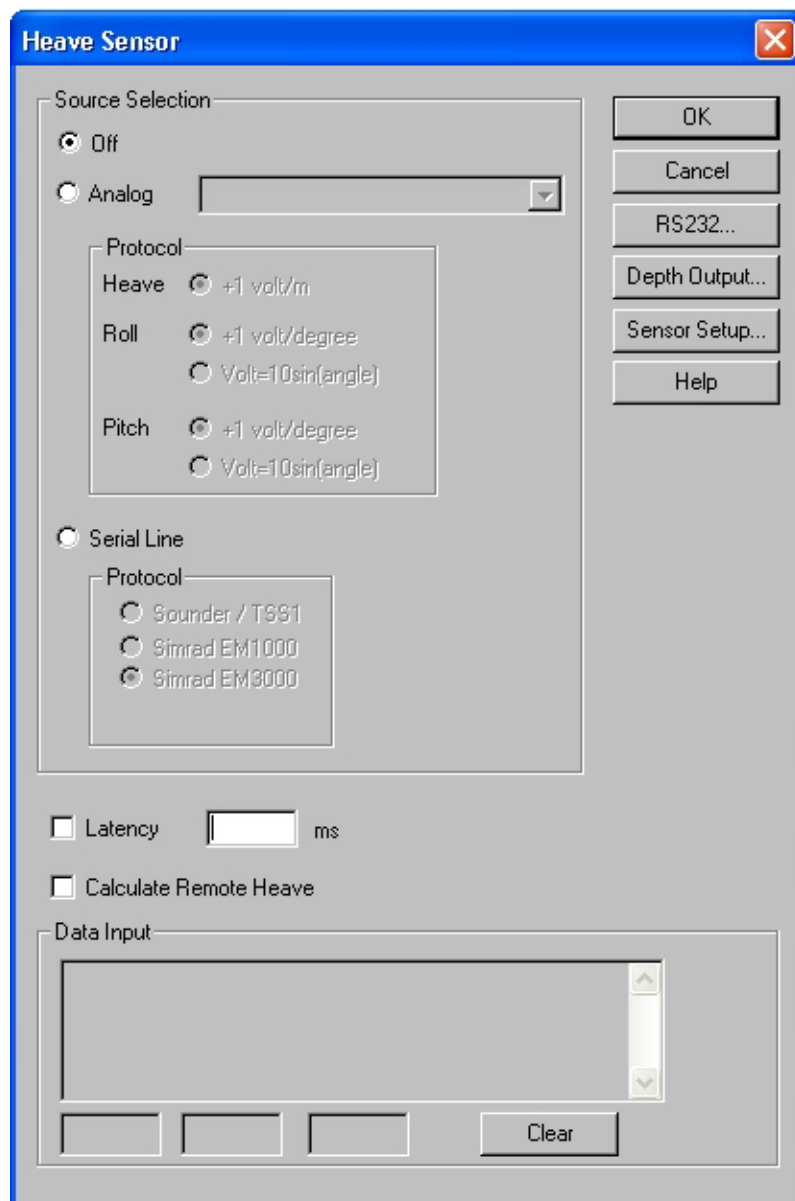 Heave Sensor
Source Selection
Off
Analog
Protocol
Heave +1 volt/m
Roll +1 volt/degree
Volt=10sin(angle)
Pitch +1 volt/degree
Volt=10sin(angle)
Serial Line
Protocol
Sounder / TSS1
Simrad EM1000
Simrad EM3000
OK
Cancel
RS232...
Depth Output...
Sensor Setup...
Help
Latency ms
Calculate Remote Heave
Data Input
Clear